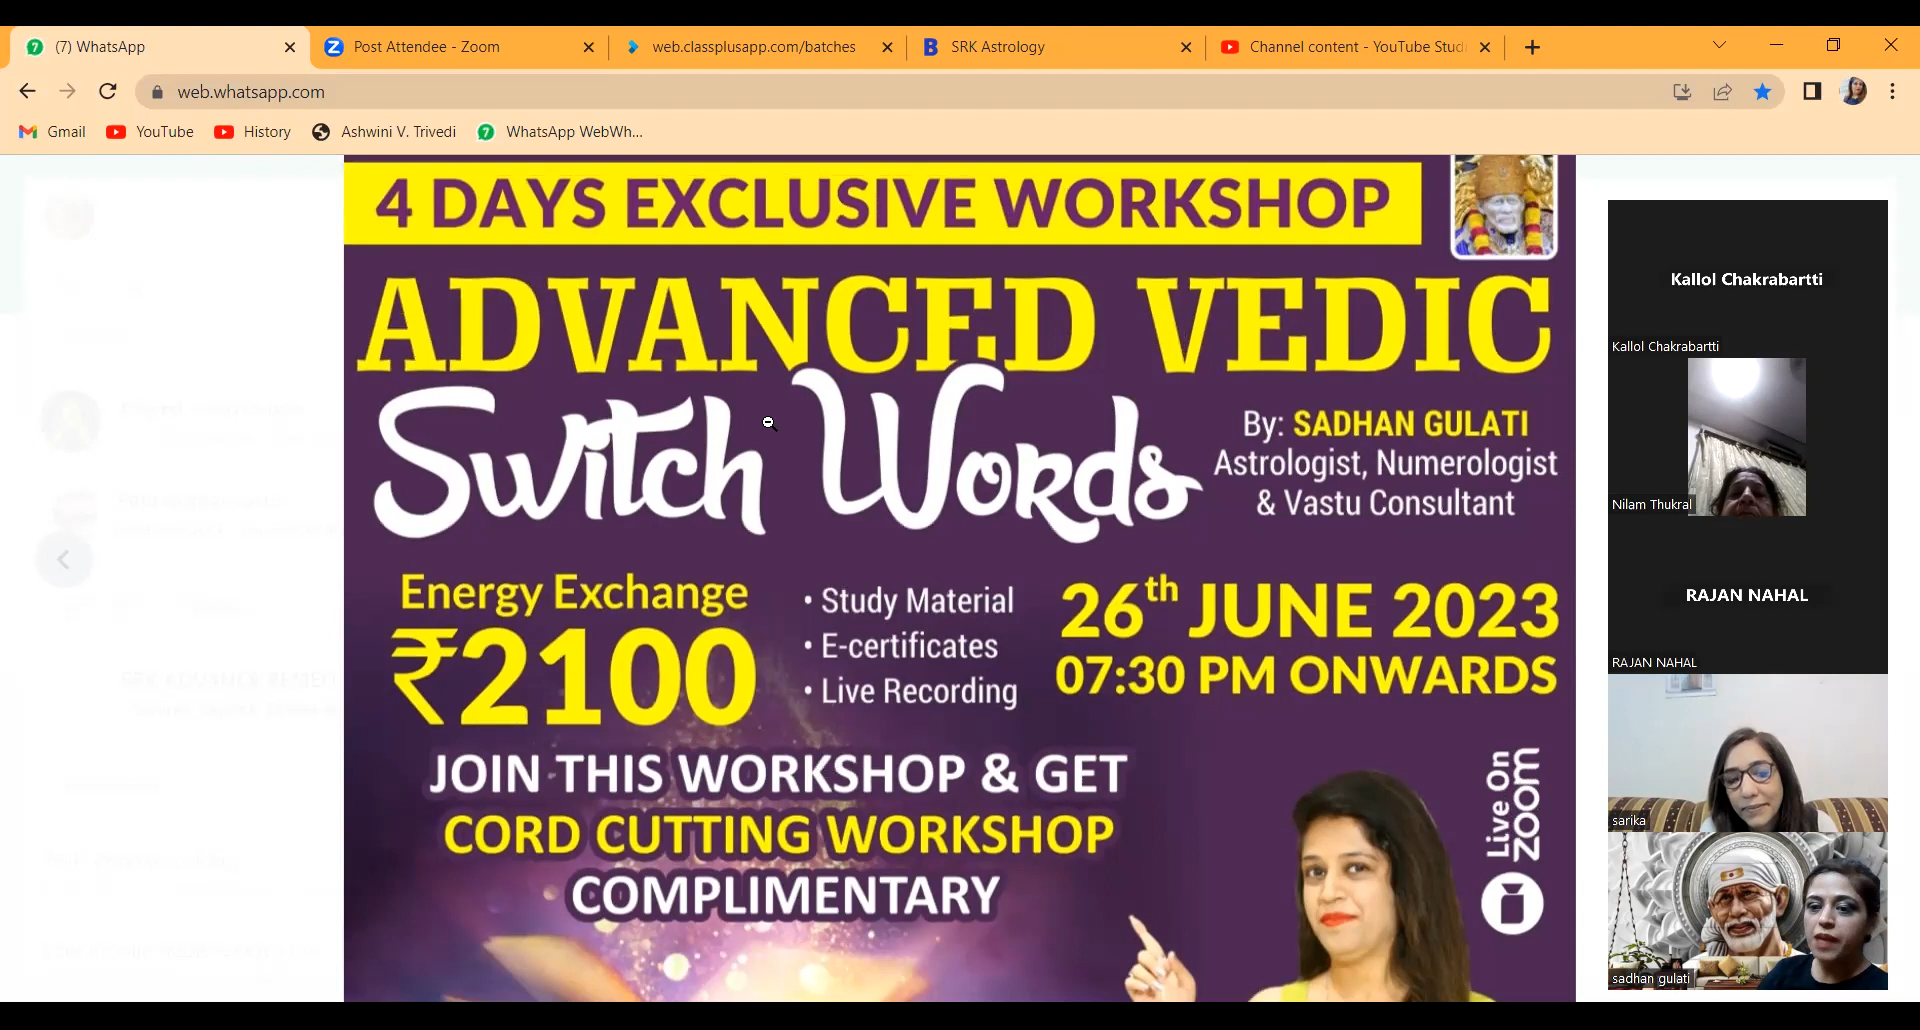 (7) WhatsApp
Post Attendee - Zoom
web.classplusapp.com/batches
SRK Astrology
Channel content - YouTube Stud
web.whatsapp.com
Gmail
YouTube
History
Ashwini V. Trivedi
WhatsApp WebWh...
4 DAYS EXCLUSIVE WORKSHOP
ADVANCED VEDIC
Switch Words
By: SADHAN GULATI
Astrologist, Numerologist
& Vastu Consultant
Energy Exchange
₹2100
• Study Material
• E-certificates
• Live Recording
26th JUNE 2023
07:30 PM ONWARDS
JOIN THIS WORKSHOP & GET
CORD CUTTING WORKSHOP
COMPLIMENTARY
Live On
zoom
Kallol Chakrabartti
Kallol Chakrabartti
Nilam Thukral
RAJAN NAHAL
RAJAN NAHAL
sarika
sadhan gulati